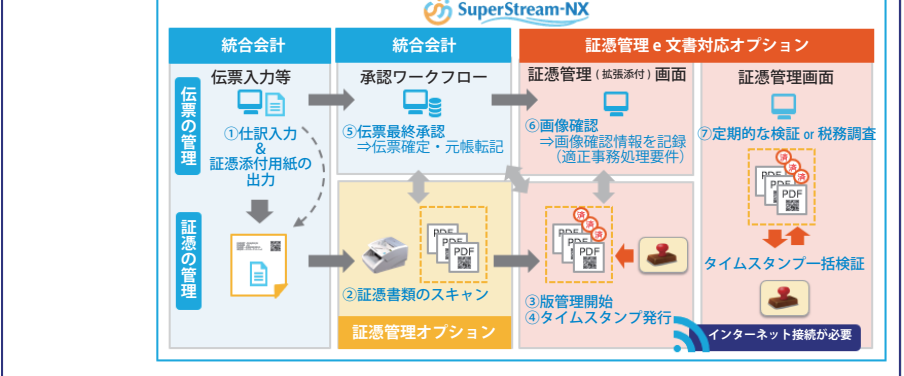 SuperStream-NX
統合会計
統合会計
証憑管理 e 文書対応オプション
伝票の管理
伝票入力等
①仕訳入力
&
証憑添付用紙の
出力
承認ワークフロー
⑤伝票最終承認
⇒伝票確定・元帳転記
証憑管理 ( 拡張添付 ) 画面
⑥画像確認
⇒画像確認情報を記録
(適正事務処理要件)
証憑管理画面
⑦定期的な検証 or 税務調査
済
済
済
PDF
PDF
PDF
タイムスタンプ一括検証
証憑の管理
PDF
PDF
PDF
②証憑書類のスキャン
証憑管理オプション
済
済
済
PDF
PDF
PDF
③版管理開始
④タイムスタンプ発行
インターネット接続が必要